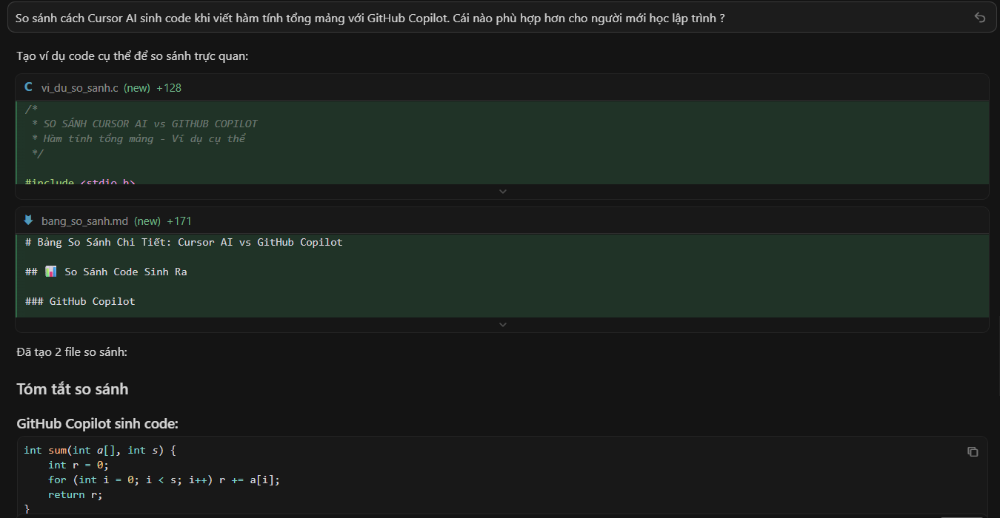 So sánh cách Cursor AI sinh code khi viết hàm tính tổng mảng với GitHub Copilot. Cái nào phù hợp hơn cho người mới học lập trình ?
Tạo ví dụ code cụ thể để so sánh trực quan:
C vi_du_so_sanh.c (new) +128
/*
* SO SÁNH CURSOR AI vs GITHUB COPILOT
* Hàm tính tổng mảng - Ví dụ cụ thể
*/
#include <stdio.h>
bang_so_sanh.md (new) +171
# Bảng So Sánh Chi Tiết: Cursor AI vs GitHub Copilot
## 📊 So Sánh Code Sinh Ra
### GitHub Copilot
Đã tạo 2 file so sánh:
Tóm tắt so sánh
GitHub Copilot sinh code:
int sum(int a[], int s) {
    int r = 0;
    for (int i = 0; i < s; i++) r += a[i];
    return r;
}